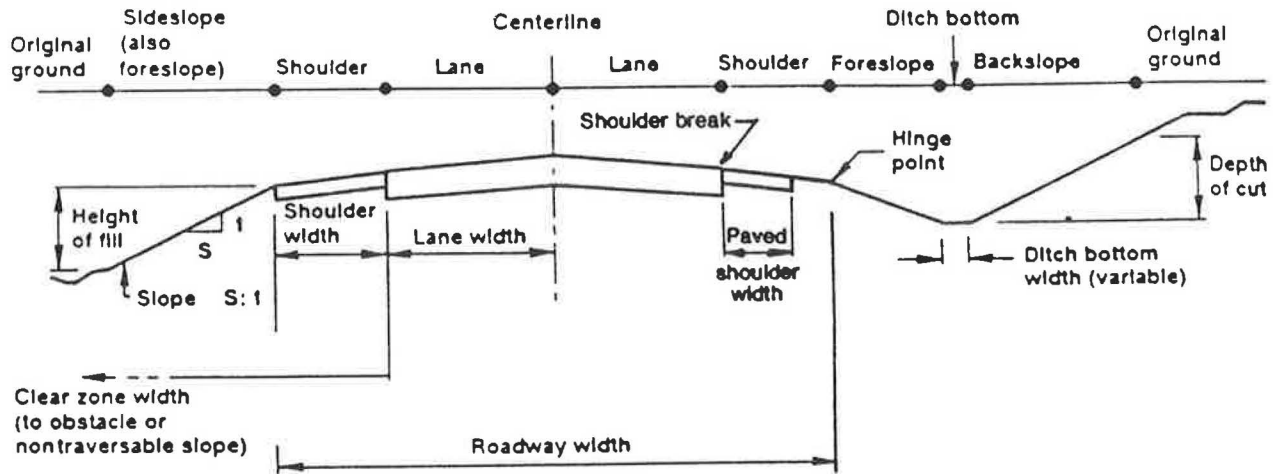 Original
ground
Sideslope
(also
foreslope)
Shoulder
Lane
Centerline
Lane
Shoulder
Foreslope
Ditch bottom
Backslope
Original
ground
Shoulder break
Hinge
point
Depth
of cut
Height
of fill
S
1
Slope S:1
Shoulder
width
Lane width
Paved
shoulder
width
Ditch bottom
width (variable)
Clear zone width
(to obstacle or
nontraversable slope)
Roadway width